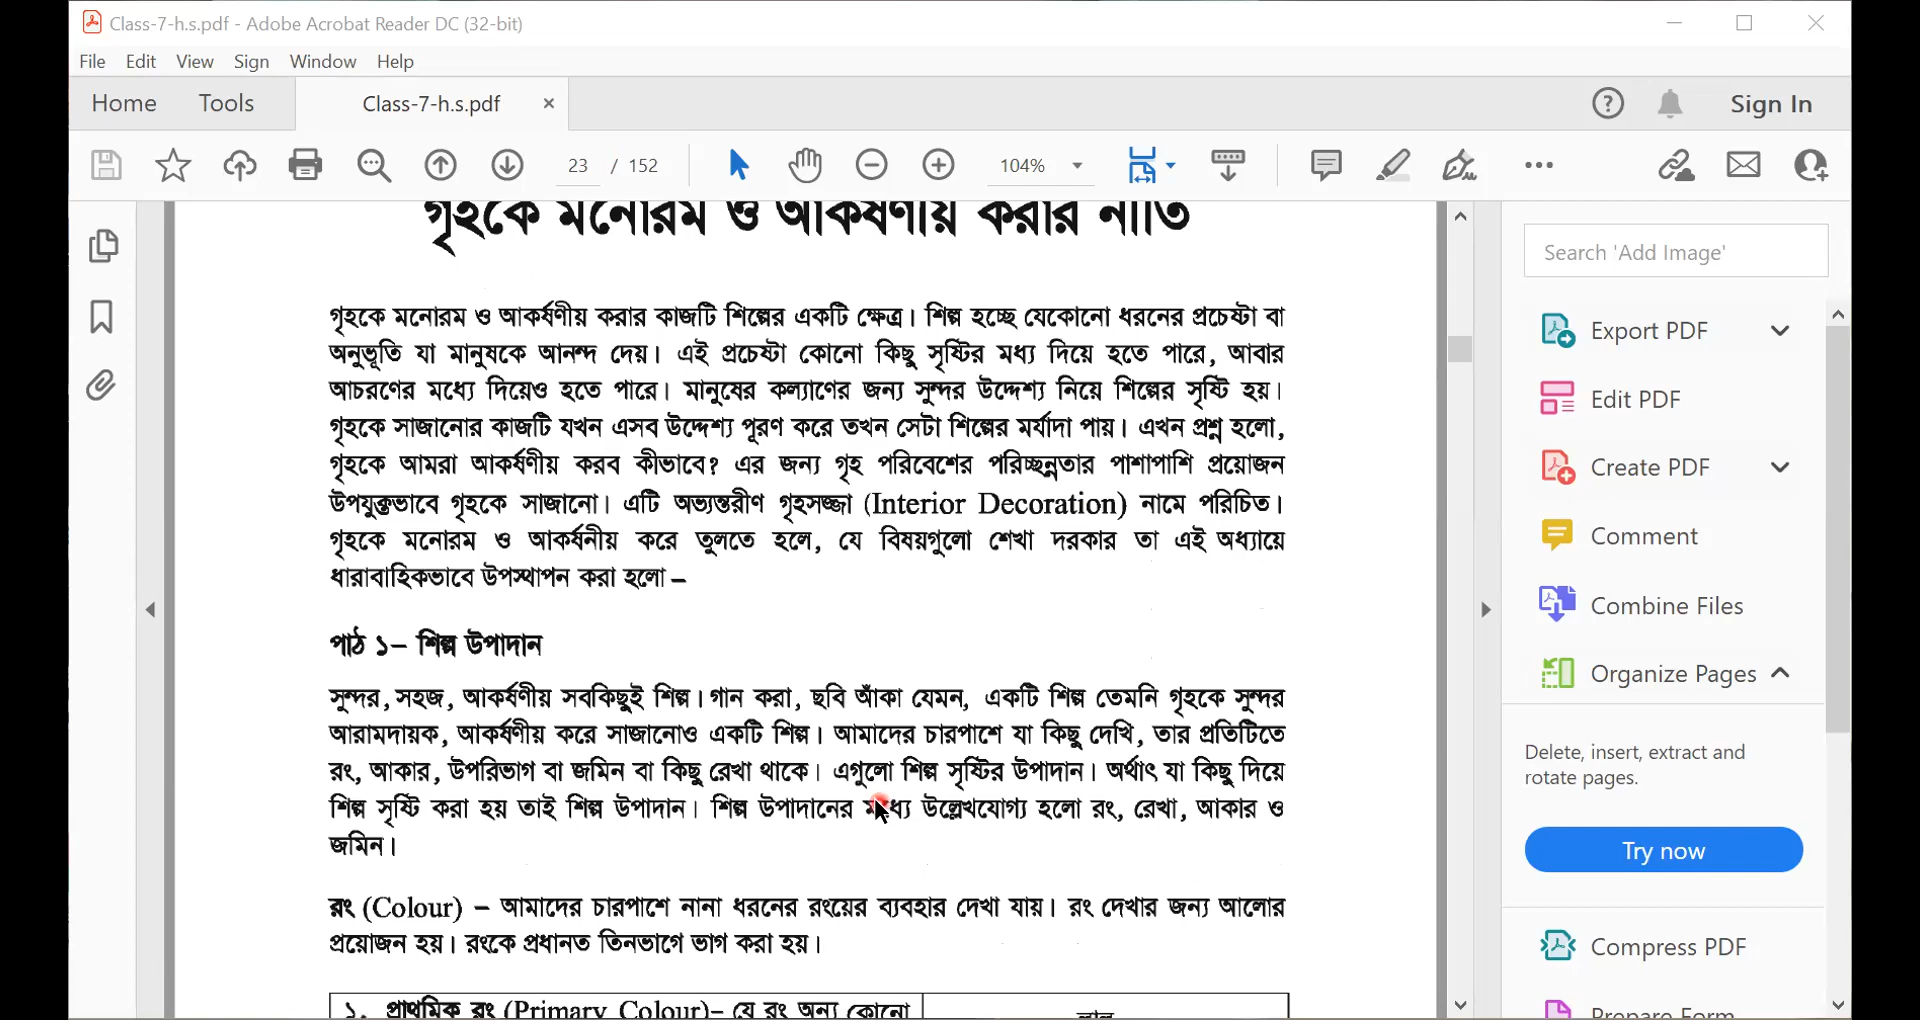 Class-7-h.s.pdf - Adobe Acrobat Reader DC (32-bit)
File Edit View Sign Window Help
Home Tools Class-7-h.s.pdf × Sign In
23 / 152 104%
গৃহকে মনোরম ও আকর্ষণীয় করার নীতি
গৃহকে মনোরম ও আকর্ষণীয় করার কাজটি শিল্পের একটি ক্ষেত্র। শিল্প হচ্ছে যেকোনো ধরনের প্রচেষ্টা বা
অনুভূতি যা মানুষকে আনন্দ দেয়। এই প্রচেষ্টা কোনো কিছু সৃষ্টির মধ্য দিয়ে হতে পারে, আবার
আচরণের মধ্যে দিয়েও হতে পারে। মানুষের কল্যাণের জন্য সুন্দর উদ্দেশ্য নিয়ে শিল্পের সৃষ্টি হয়।
গৃহকে সাজানোর কাজটি যখন এসব উদ্দেশ্য পূরণ করে তখন সেটা শিল্পের মর্যাদা পায়। এখন প্রশ্ন হলো,
গৃহকে আমরা আকর্ষণীয় করব কীভাবে? এর জন্য গৃহ পরিবেশের পরিচ্ছন্নতার পাশাপাশি প্রয়োজন
উপযুক্তভাবে গৃহকে সাজানো। এটি অভ্যন্তরীণ গৃহসজ্জা (Interior Decoration) নামে পরিচিত।
গৃহকে মনোরম ও আকর্ষনীয় করে তুলতে হলে, যে বিষয়গুলো শেখা দরকার তা এই অধ্যায়ে
ধারাবাহিকভাবে উপস্থাপন করা হলো –
পাঠ ১– শিল্প উপাদান
সুন্দর, সহজ, আকর্ষণীয় সবকিছুই শিল্প। গান করা, ছবি আঁকা যেমন, একটি শিল্প তেমনি গৃহকে সুন্দর
আরামদায়ক, আকর্ষণীয় করে সাজানোও একটি শিল্প। আমাদের চারপাশে যা কিছু দেখি, তার প্রতিটিতে
রং, আকার, উপরিভাগ বা জমিন বা কিছু রেখা থাকে। এগুলো শিল্প সৃষ্টির উপাদান। অর্থাৎ যা কিছু দিয়ে
শিল্প সৃষ্টি করা হয় তাই শিল্প উপাদান। শিল্প উপাদানের মধ্যে উল্লেখযোগ্য হলো রং, রেখা, আকার ও
জমিন।
রং (Colour) – আমাদের চারপাশে নানা ধরনের রংয়ের ব্যবহার দেখা যায়। রং দেখার জন্য আলোর
প্রয়োজন হয়। রংকে প্রধানত তিনভাগে ভাগ করা হয়।
১. প্রাথমিক রং (Primary Colour)– যে রং অন্য কোনো
লাল
Search 'Add Image'
Export PDF
Edit PDF
Create PDF
Comment
Combine Files
Organize Pages
Delete, insert, extract and
rotate pages.
Try now
Compress PDF
Prepare Form